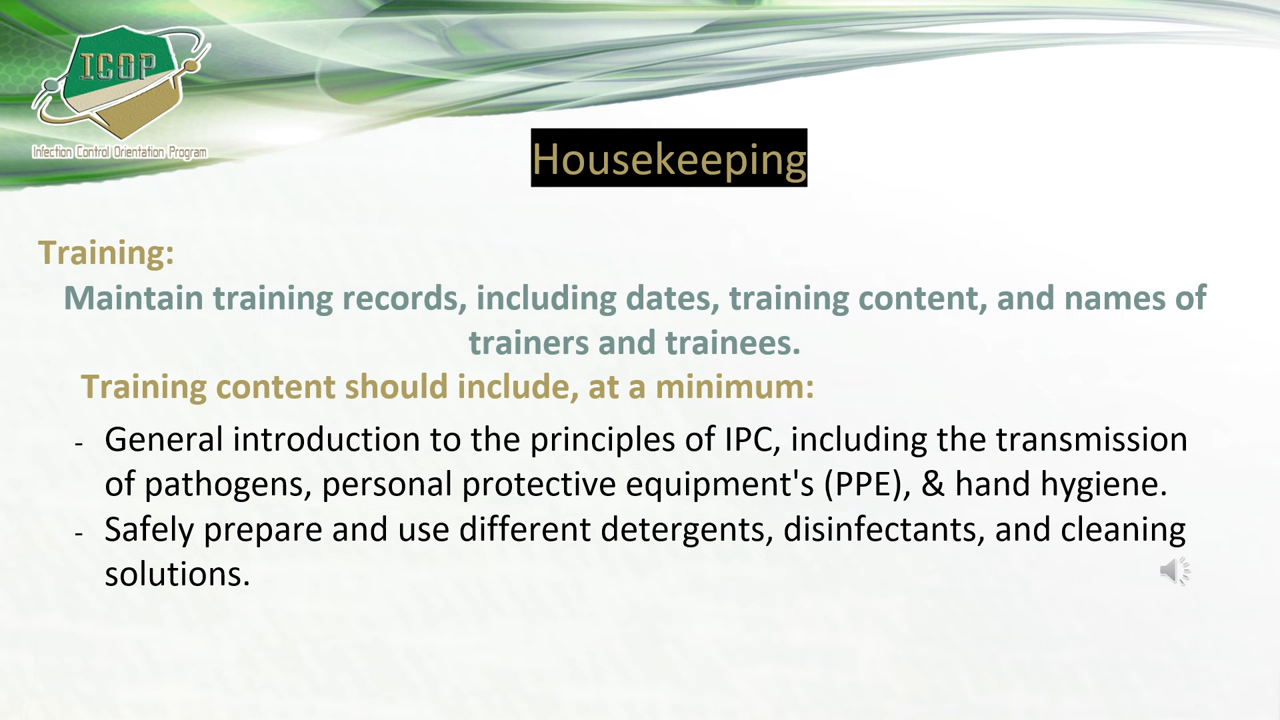 ICOP
Infection Control Orientation Program
Housekeeping
Training:
Maintain training records, including dates, training content, and names of
trainers and trainees.
Training content should include, at a minimum:
- General introduction to the principles of IPC, including the transmission
of pathogens, personal protective equipment's (PPE), & hand hygiene.
- Safely prepare and use different detergents, disinfectants, and cleaning
solutions.